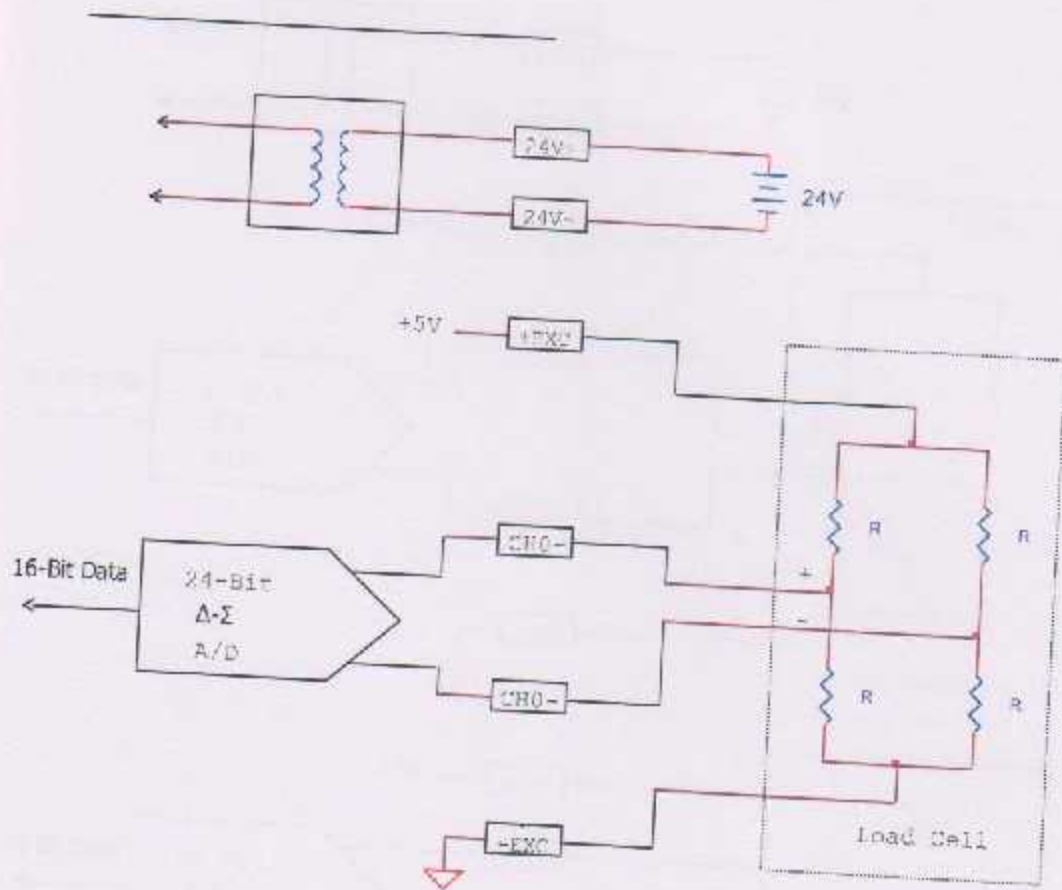 24V-
24V
24V-
+5V
+EXC
R
R
CH0-
16-Bit Data
24-Bit
Δ-Σ
A/D
+
-
CH0-
R
R
-EXC
Load Cell